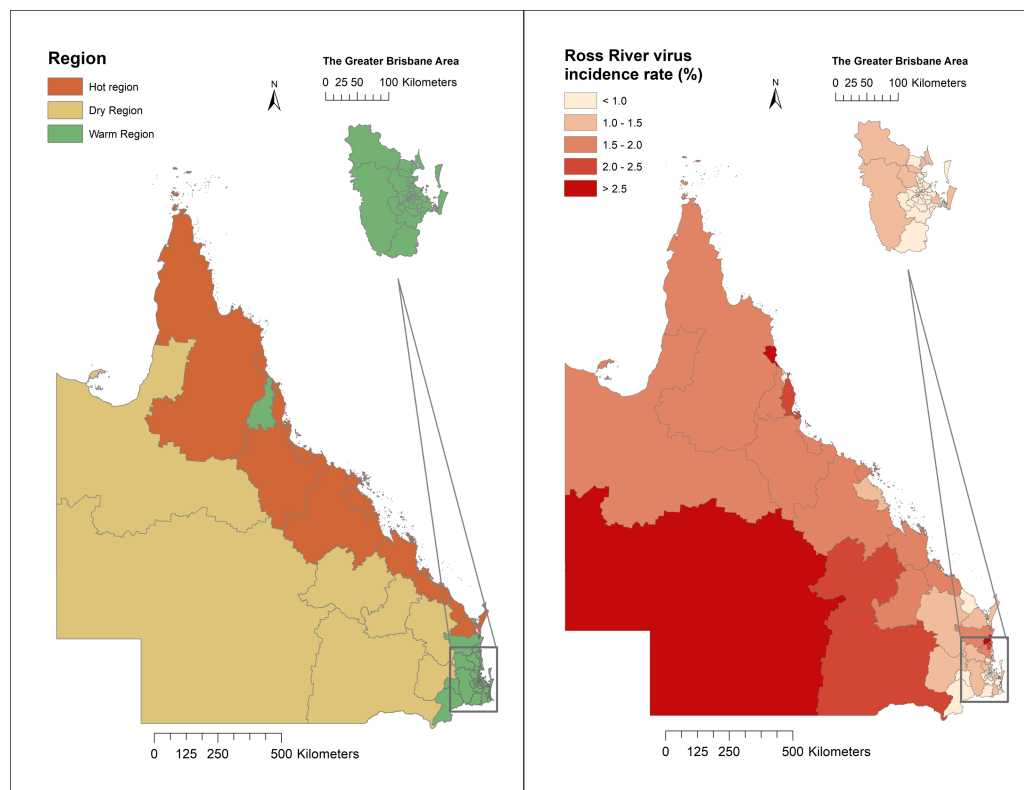 Region
Hot region
Dry Region
Warm Region
N
The Greater Brisbane Area
0 25 50 100 Kilometers
0 125 250 500 Kilometers
Ross River virus
incidence rate (%)
< 1.0
1.0 - 1.5
1.5 - 2.0
2.0 - 2.5
> 2.5
N
The Greater Brisbane Area
0 25 50 100 Kilometers
0 125 250 500 Kilometers